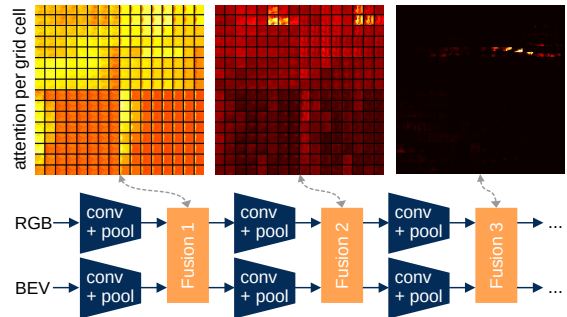 attention per grid cell
RGB
conv
+ pool
Fusion 1
conv
+ pool
Fusion 2
conv
+ pool
Fusion 3
...
BEV
conv
+ pool
conv
+ pool
conv
+ pool
...